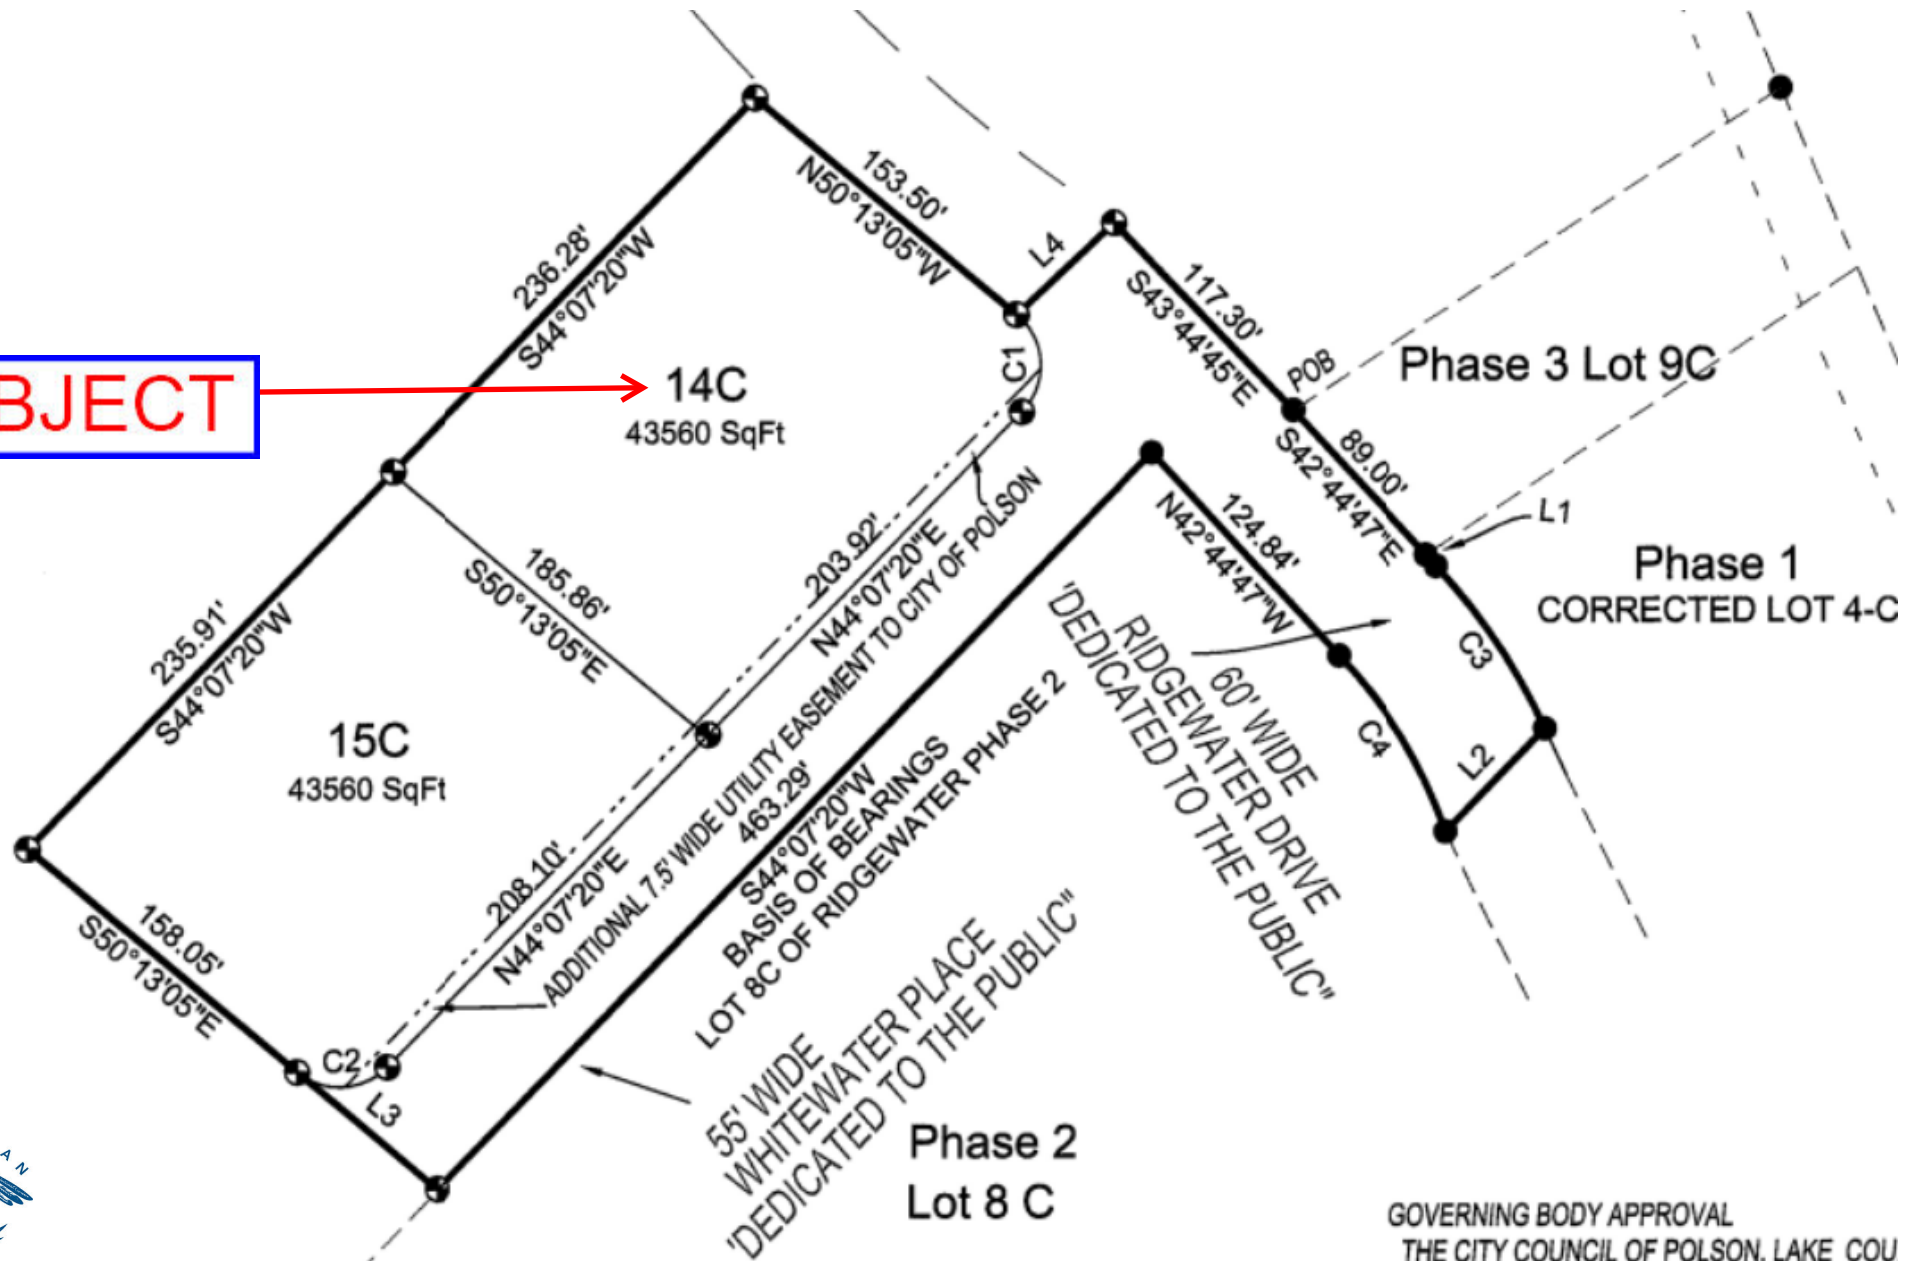 153.50'
N50°13'05"W
L4
236.28'
S44°07'20"W
117.30'
S43°44'45"E
C1
POB
Phase 3 Lot 9C
BJECT
14C
43560 SqFt
89.00'
S42°44'47"E
L1
124.84'
N42°44'47"W
Phase 1
CORRECTED LOT 4-C
203.92'
N44°07'20"E
185.86'
S50°13'05"E
235.91'
S44°07'20"W
C3
C4
L2
60' WIDE
RIDGEWATER DRIVE
'DEDICATED TO THE PUBLIC"
15C
43560 SqFt
ADDITIONAL 7.5' WIDE UTILITY EASEMENT TO CITY OF POLSON
208.10'
N44°07'20"E
463.29'
S44°07'20"W
BASIS OF BEARINGS
LOT 8C OF RIDGEWATER PHASE 2
158.05'
S50°13'05"E
C2
L3
55' WIDE
WHITEWATER PLACE
'DEDICATED TO THE PUBLIC"
Phase 2
Lot 8 C
A N
GOVERNING BODY APPROVAL
THE CITY COUNCIL OF POLSON, LAKE COU